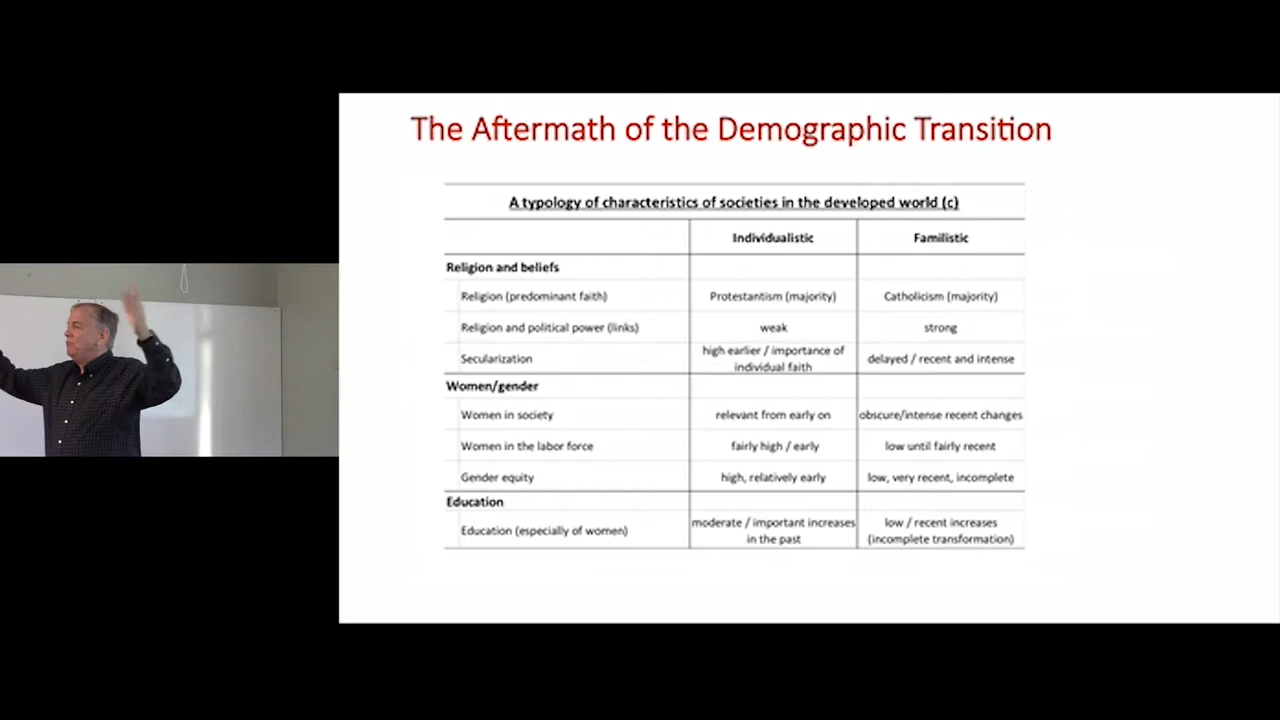 The Aftermath of the Demographic Transition
A typology of characteristics of societies in the developed world (c)
Individualistic Familistic
Religion and beliefs
Religion (predominant faith) Protestantism (majority) Catholicism (majority)
Religion and political power (links) weak strong
Secularization high earlier / importance of individual faith delayed / recent and intense
Women/gender
Women in society relevant from early on obscure/intense recent changes
Women in the labor force fairly high / early low until fairly recent
Gender equity high, relatively early low, very recent, incomplete
Education
Education (especially of women) moderate / important increases in the past low / recent increases (incomplete transformation)